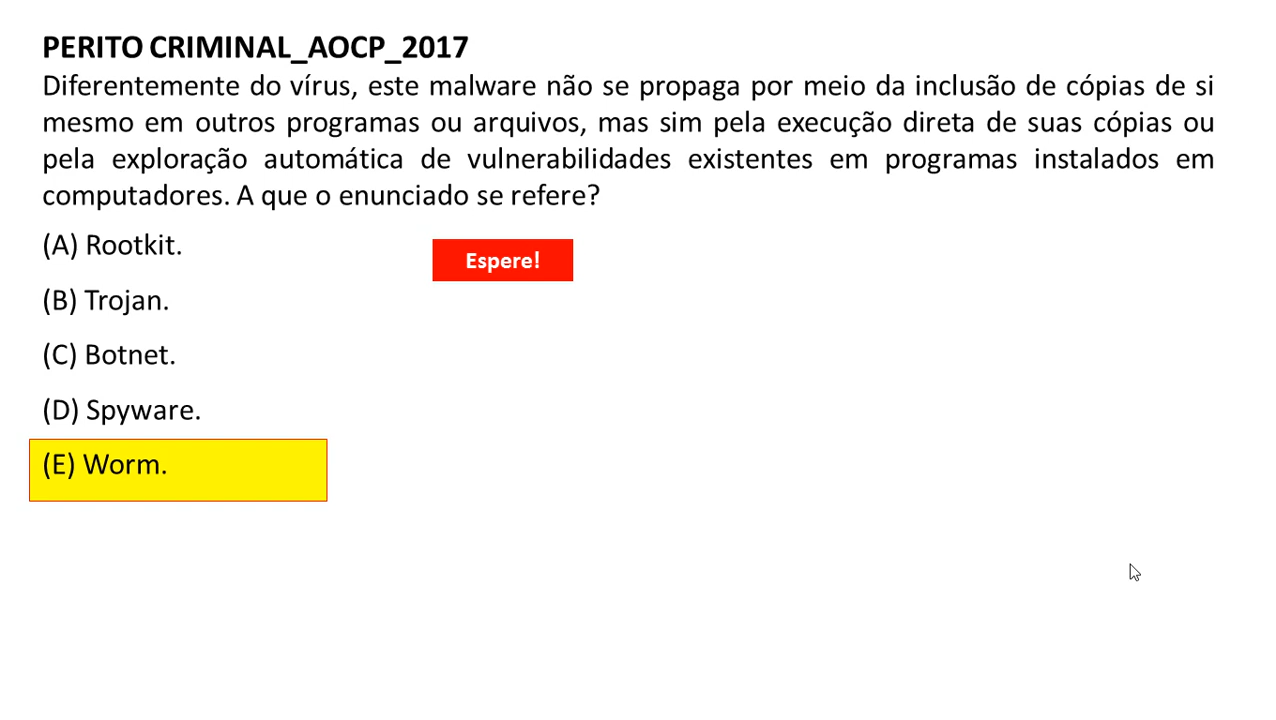 PERITO CRIMINAL_AOCP_2017
Diferentemente do vírus, este malware não se propaga por meio da inclusão de cópias de si
mesmo em outros programas ou arquivos, mas sim pela execução direta de suas cópias ou
pela exploração automática de vulnerabilidades existentes em programas instalados em
computadores. A que o enunciado se refere?
(A) Rootkit.
Espere!
(B) Trojan.
(C) Botnet.
(D) Spyware.
(E) Worm.